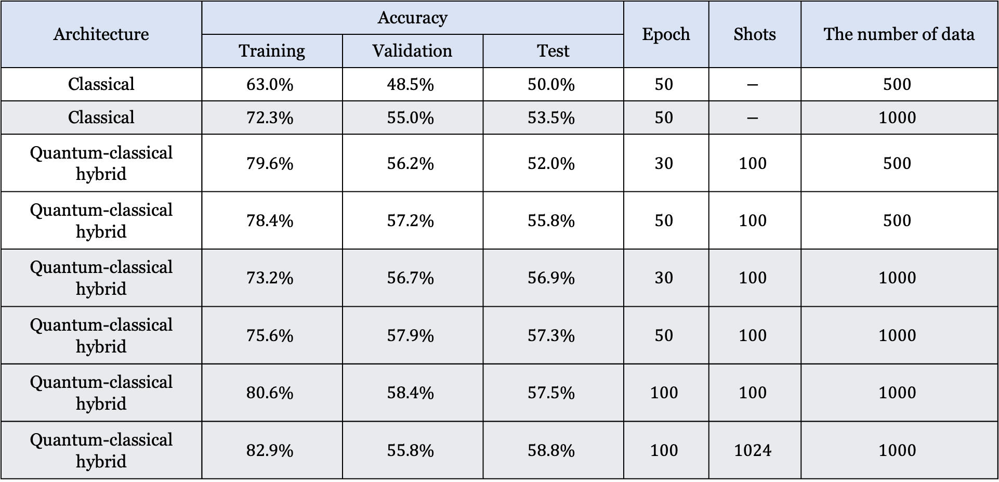 Architecture Accuracy Epoch Shots The number of data
Training Validation Test
Classical 63.0% 48.5% 50.0% 50 – 500
Classical 72.3% 55.0% 53.5% 50 – 1000
Quantum-classical
hybrid 79.6% 56.2% 52.0% 30 100 500
Quantum-classical
hybrid 78.4% 57.2% 55.8% 50 100 500
Quantum-classical
hybrid 73.2% 56.7% 56.9% 30 100 1000
Quantum-classical
hybrid 75.6% 57.9% 57.3% 50 100 1000
Quantum-classical
hybrid 80.6% 58.4% 57.5% 100 100 1000
Quantum-classical
hybrid 82.9% 55.8% 58.8% 100 1024 1000